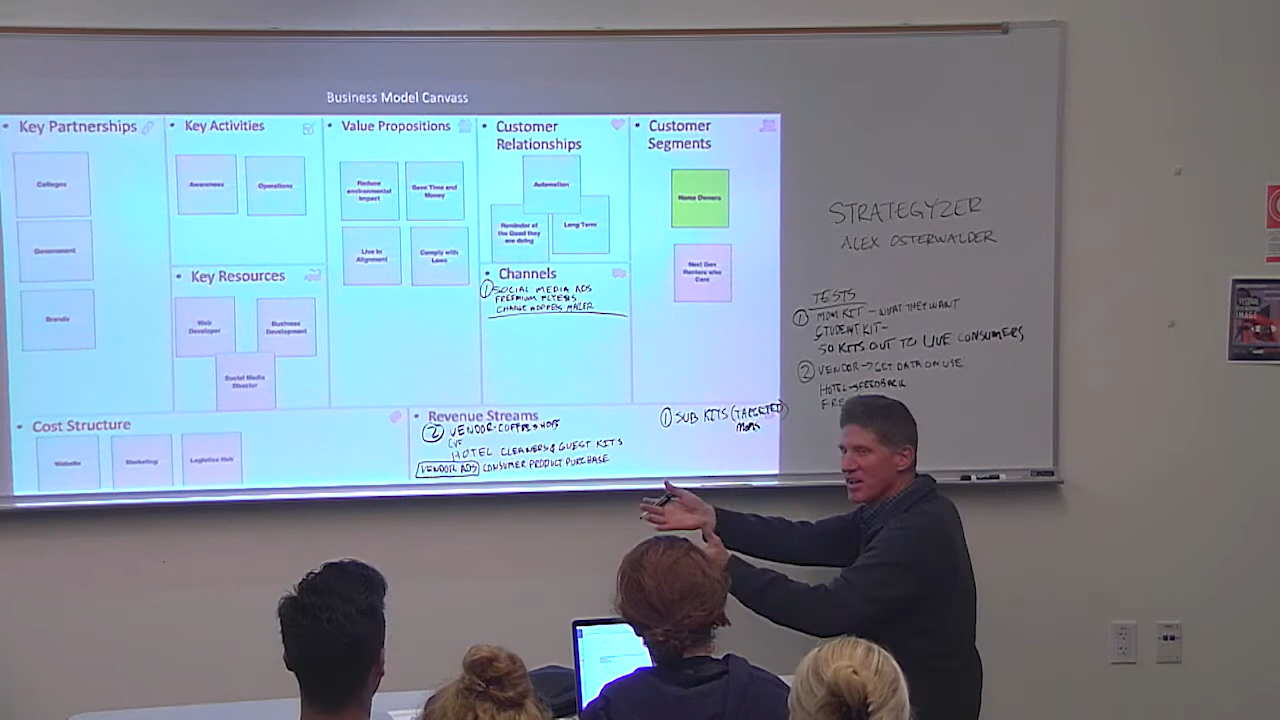 Business Model Canvass
• Key Partnerships
Colleges
Government
Brands
• Key Activities
Awareness
Operations
• Key Resources
Web
Developer
Business
Development
Social Media
Director
• Value Propositions
Reduce
environmental
impact
Save Time and
Money
Live In
Alignment
Comply with
Laws
• Customer
Relationships
Automation
Reminder of
the Good they
are doing
Long Term
• Channels
① SOCIAL MEDIA ADS
FREEMIUM FLYERS
CHANGE ADDRESS MAILER
• Customer
Segments
Home Owners
Next Gen
Renters who
Care
• Cost Structure
Website
Marketing
Logistics Hub
• Revenue Streams
② VENDOR-COFFEE SHOPS
HOTEL CLEANERS & GUEST KITS
VENDOR ADS CONSUMER PRODUCT PURCHASE
① SUB KITS (TARGETED)
MOMS
STRATEGYZER
ALEX OSTERWALDER
TESTS
① MOM KIT - WHAT THEY WANT
STUDENT KIT-
50 KITS OUT TO LIVE CONSUMERS
② VENDOR → GET DATA ON USE
HOTEL → FEEDBACK
FESTIVAL
IMAGE